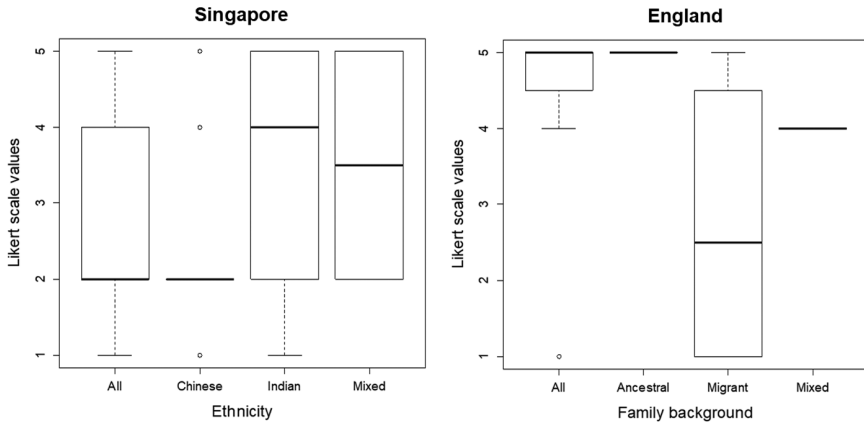 Singapore
Likert scale values
5
4
3
2
1
All Chinese Indian Mixed
Ethnicity
England
Likert scale values
5
4
3
2
1
All Ancestral Migrant Mixed
Family background